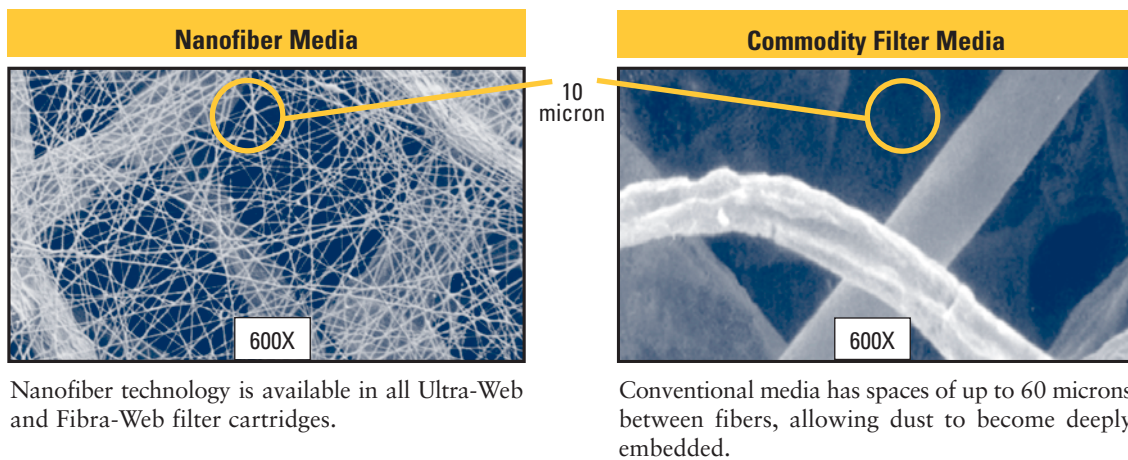 Nanofiber Media
Commodity Filter Media
10
micron
600X
600X
Nanofiber technology is available in all Ultra-Web
and Fibra-Web filter cartridges.
Conventional media has spaces of up to 60 microns
between fibers, allowing dust to become deeply
embedded.